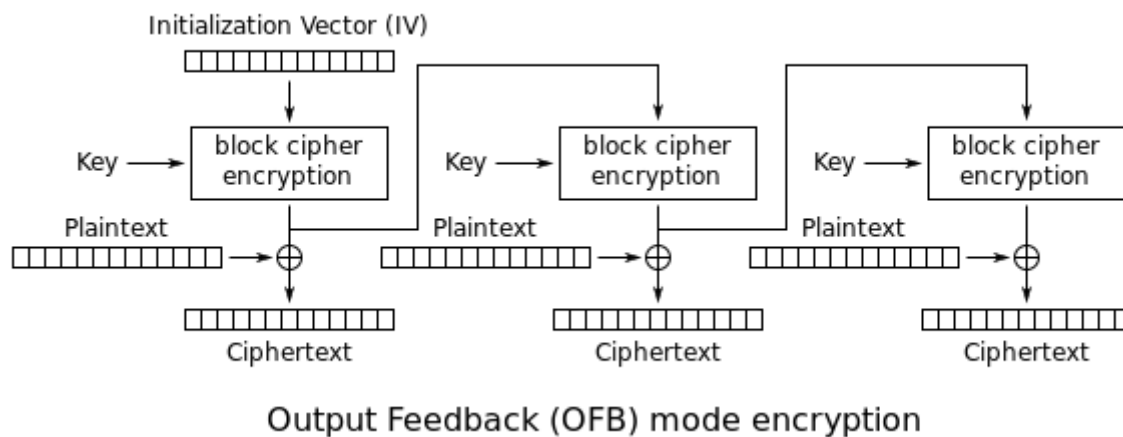 Initialization Vector (IV)
Key
block cipher
encryption
Key
block cipher
encryption
Key
block cipher
encryption
Plaintext
Plaintext
Plaintext
Ciphertext
Ciphertext
Ciphertext
Output Feedback (OFB) mode encryption